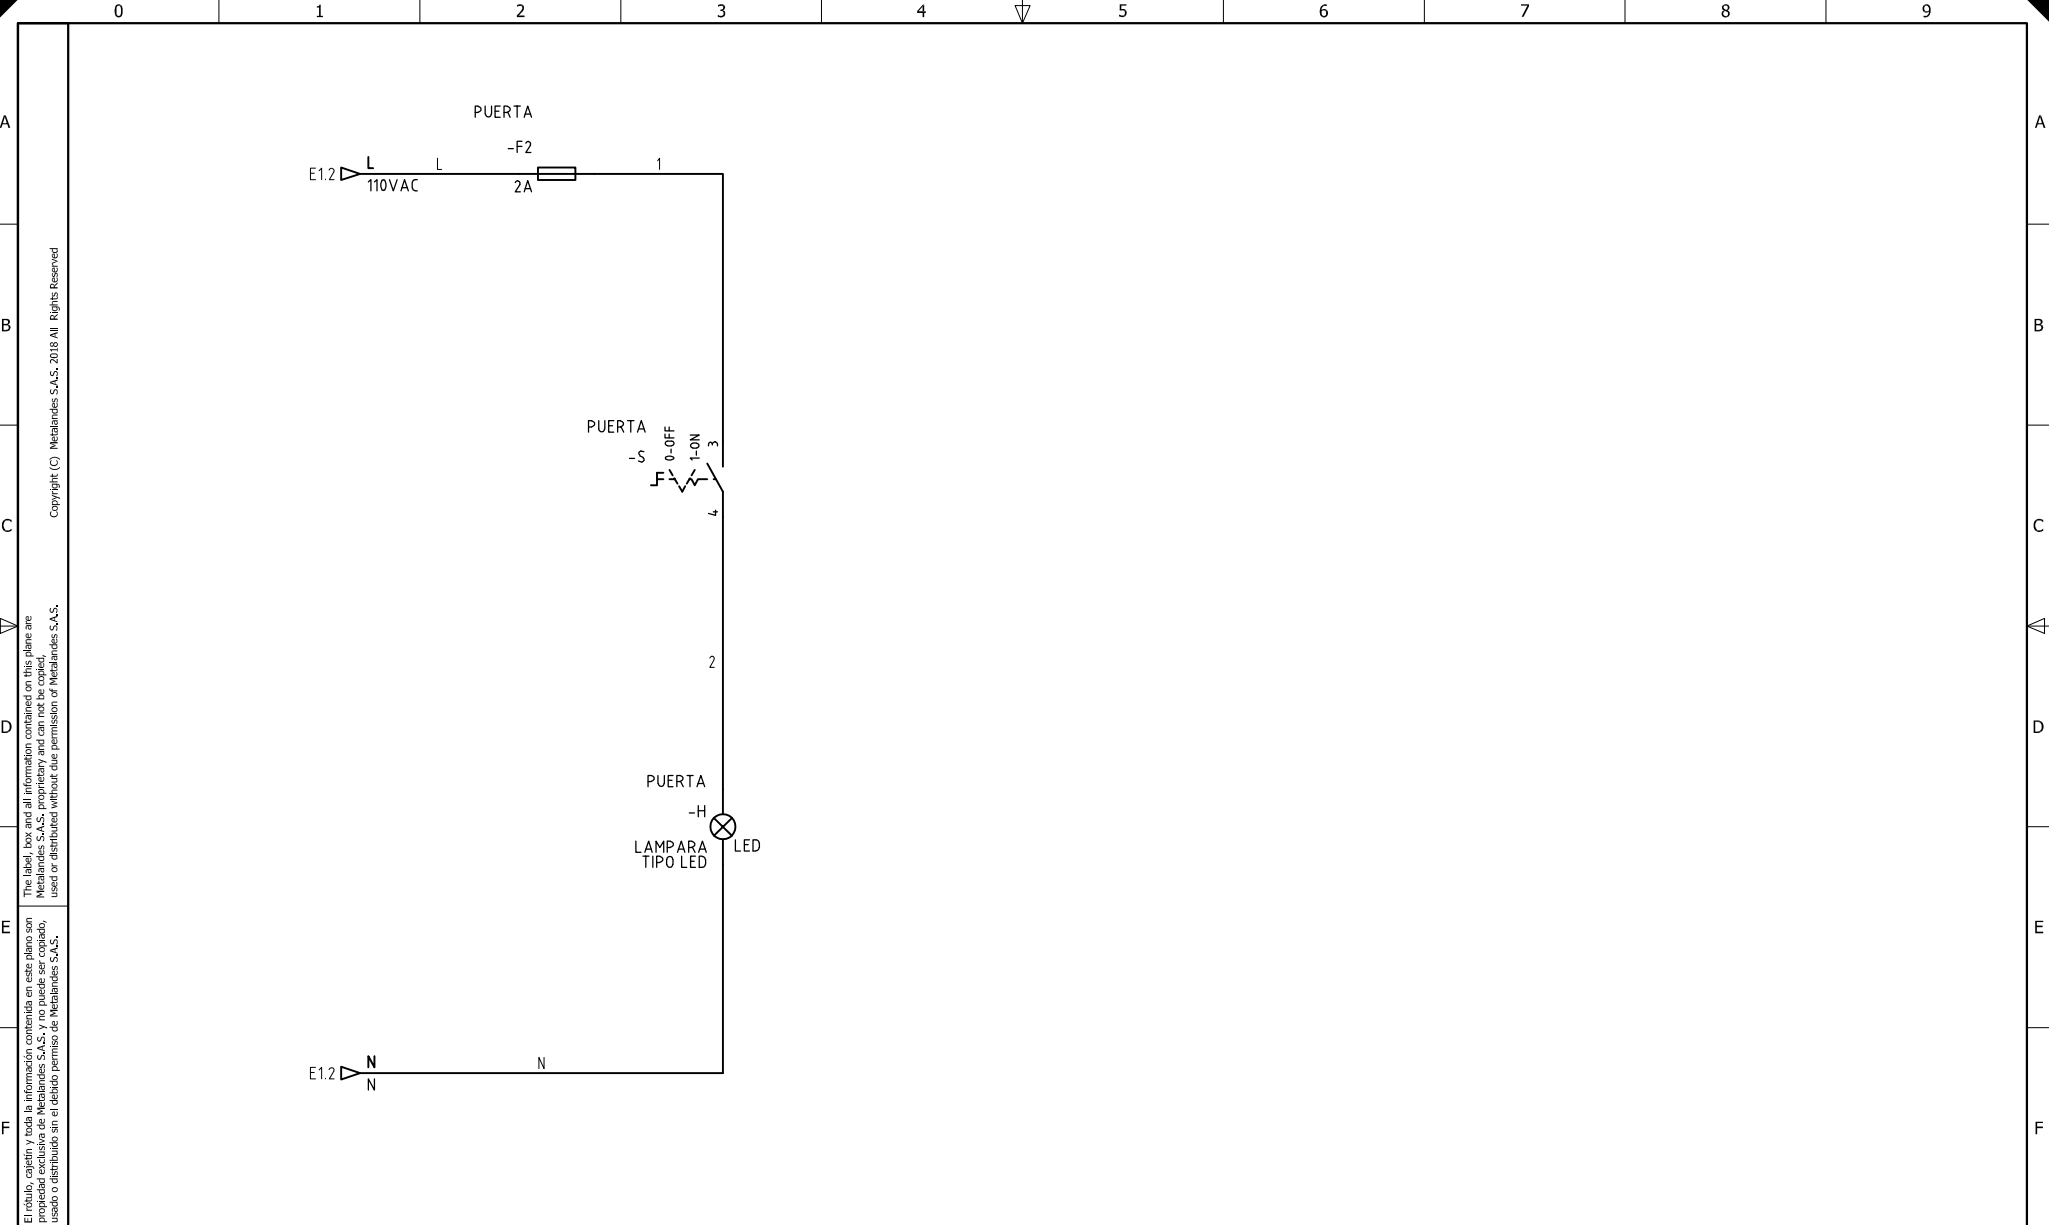 0 1 2 3 4 5 6 7 8 9
A A
PUERTA
-F2
E1.2 L L 1
110VAC 2A
B B
PUERTA
-S
0-OFF
1-ON
3
4
C C
2
D D
PUERTA
-H
LAMPARA LED
TIPO LED
E E
E1.2 N N
N
F F
Copyright (C) Metalandes S.A.S. 2018 All Rights Reserved
The label, box and all information contained on this plane are
Metalandes S.A.S. proprietary and can not be copied,
used or distributed without due permission of Metalandes S.A.S.
El rótulo, cajetín y toda la información contenida en este plano son
propiedad exclusiva de Metalandes S.A.S. y no puede ser copiado,
usado o distribuido sin el debido permiso de Metalandes S.A.S.